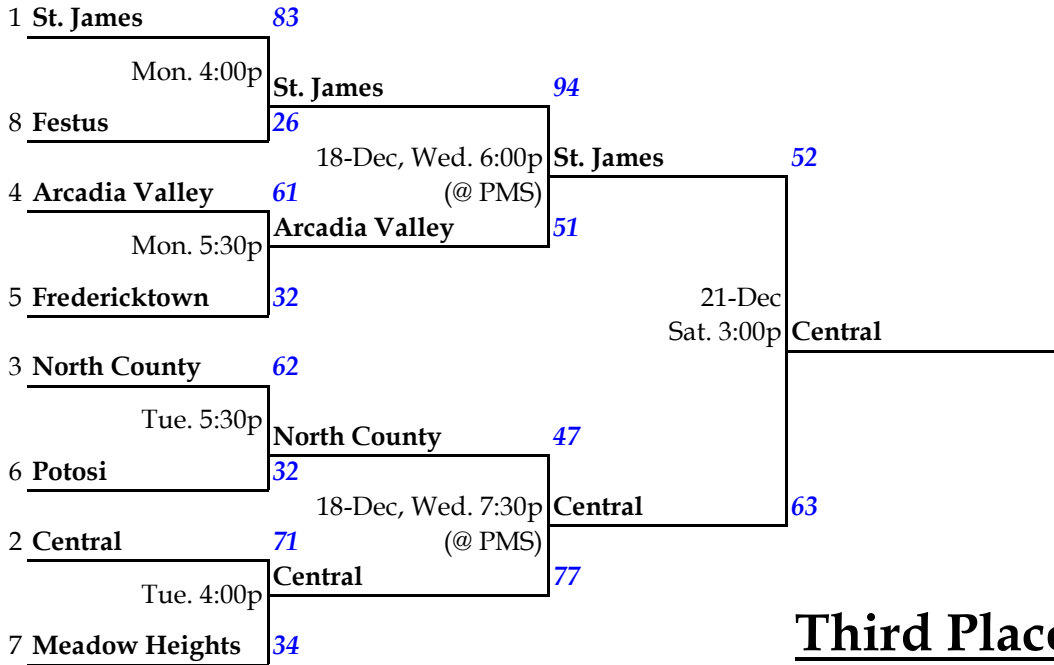 1 St. James 83
Mon. 4:00p
St. James 94
8 Festus 26
18-Dec, Wed. 6:00p St. James 52
4 Arcadia Valley 61
(@ PMS)
Arcadia Valley 51
Mon. 5:30p
5 Fredericktown 32
21-Dec
Sat. 3:00p Central
3 North County 62
Tue. 5:30p
North County 47
6 Potosi 32
18-Dec, Wed. 7:30p Central 63
2 Central 71
(@ PMS)
Central 77
Tue. 4:00p
7 Meadow Heights 34
Third Place